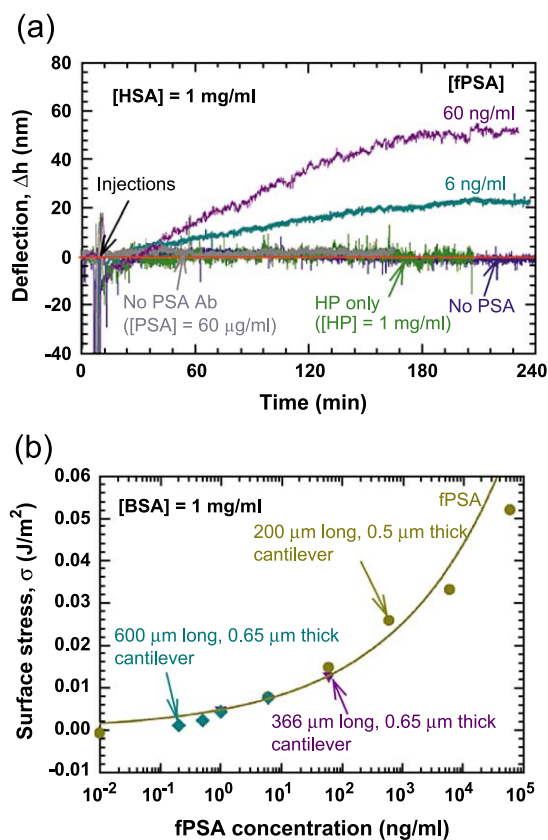 (a)
[HSA] = 1 mg/ml
[fPSA]
60 ng/ml
Injections
6 ng/ml
No PSA Ab
([PSA] = 60 μg/ml)
HP only
([HP] = 1 mg/ml)
No PSA
80
60
40
20
0
-20
-40
Deflection, Δh (nm)
0
60
120
180
240
Time (min)
(b)
[BSA] = 1 mg/ml
fPSA
200 μm long, 0.5 μm thick
cantilever
600 μm long, 0.65 μm thick
cantilever
366 μm long, 0.65 μm thick
cantilever
0.06
0.05
0.04
0.03
0.02
0.01
0.00
-0.01
Surface stress, σ (J/m²)
10⁻²
10⁻¹
10⁰
10¹
10²
10³
10⁴
10⁵
fPSA concentration (ng/ml)